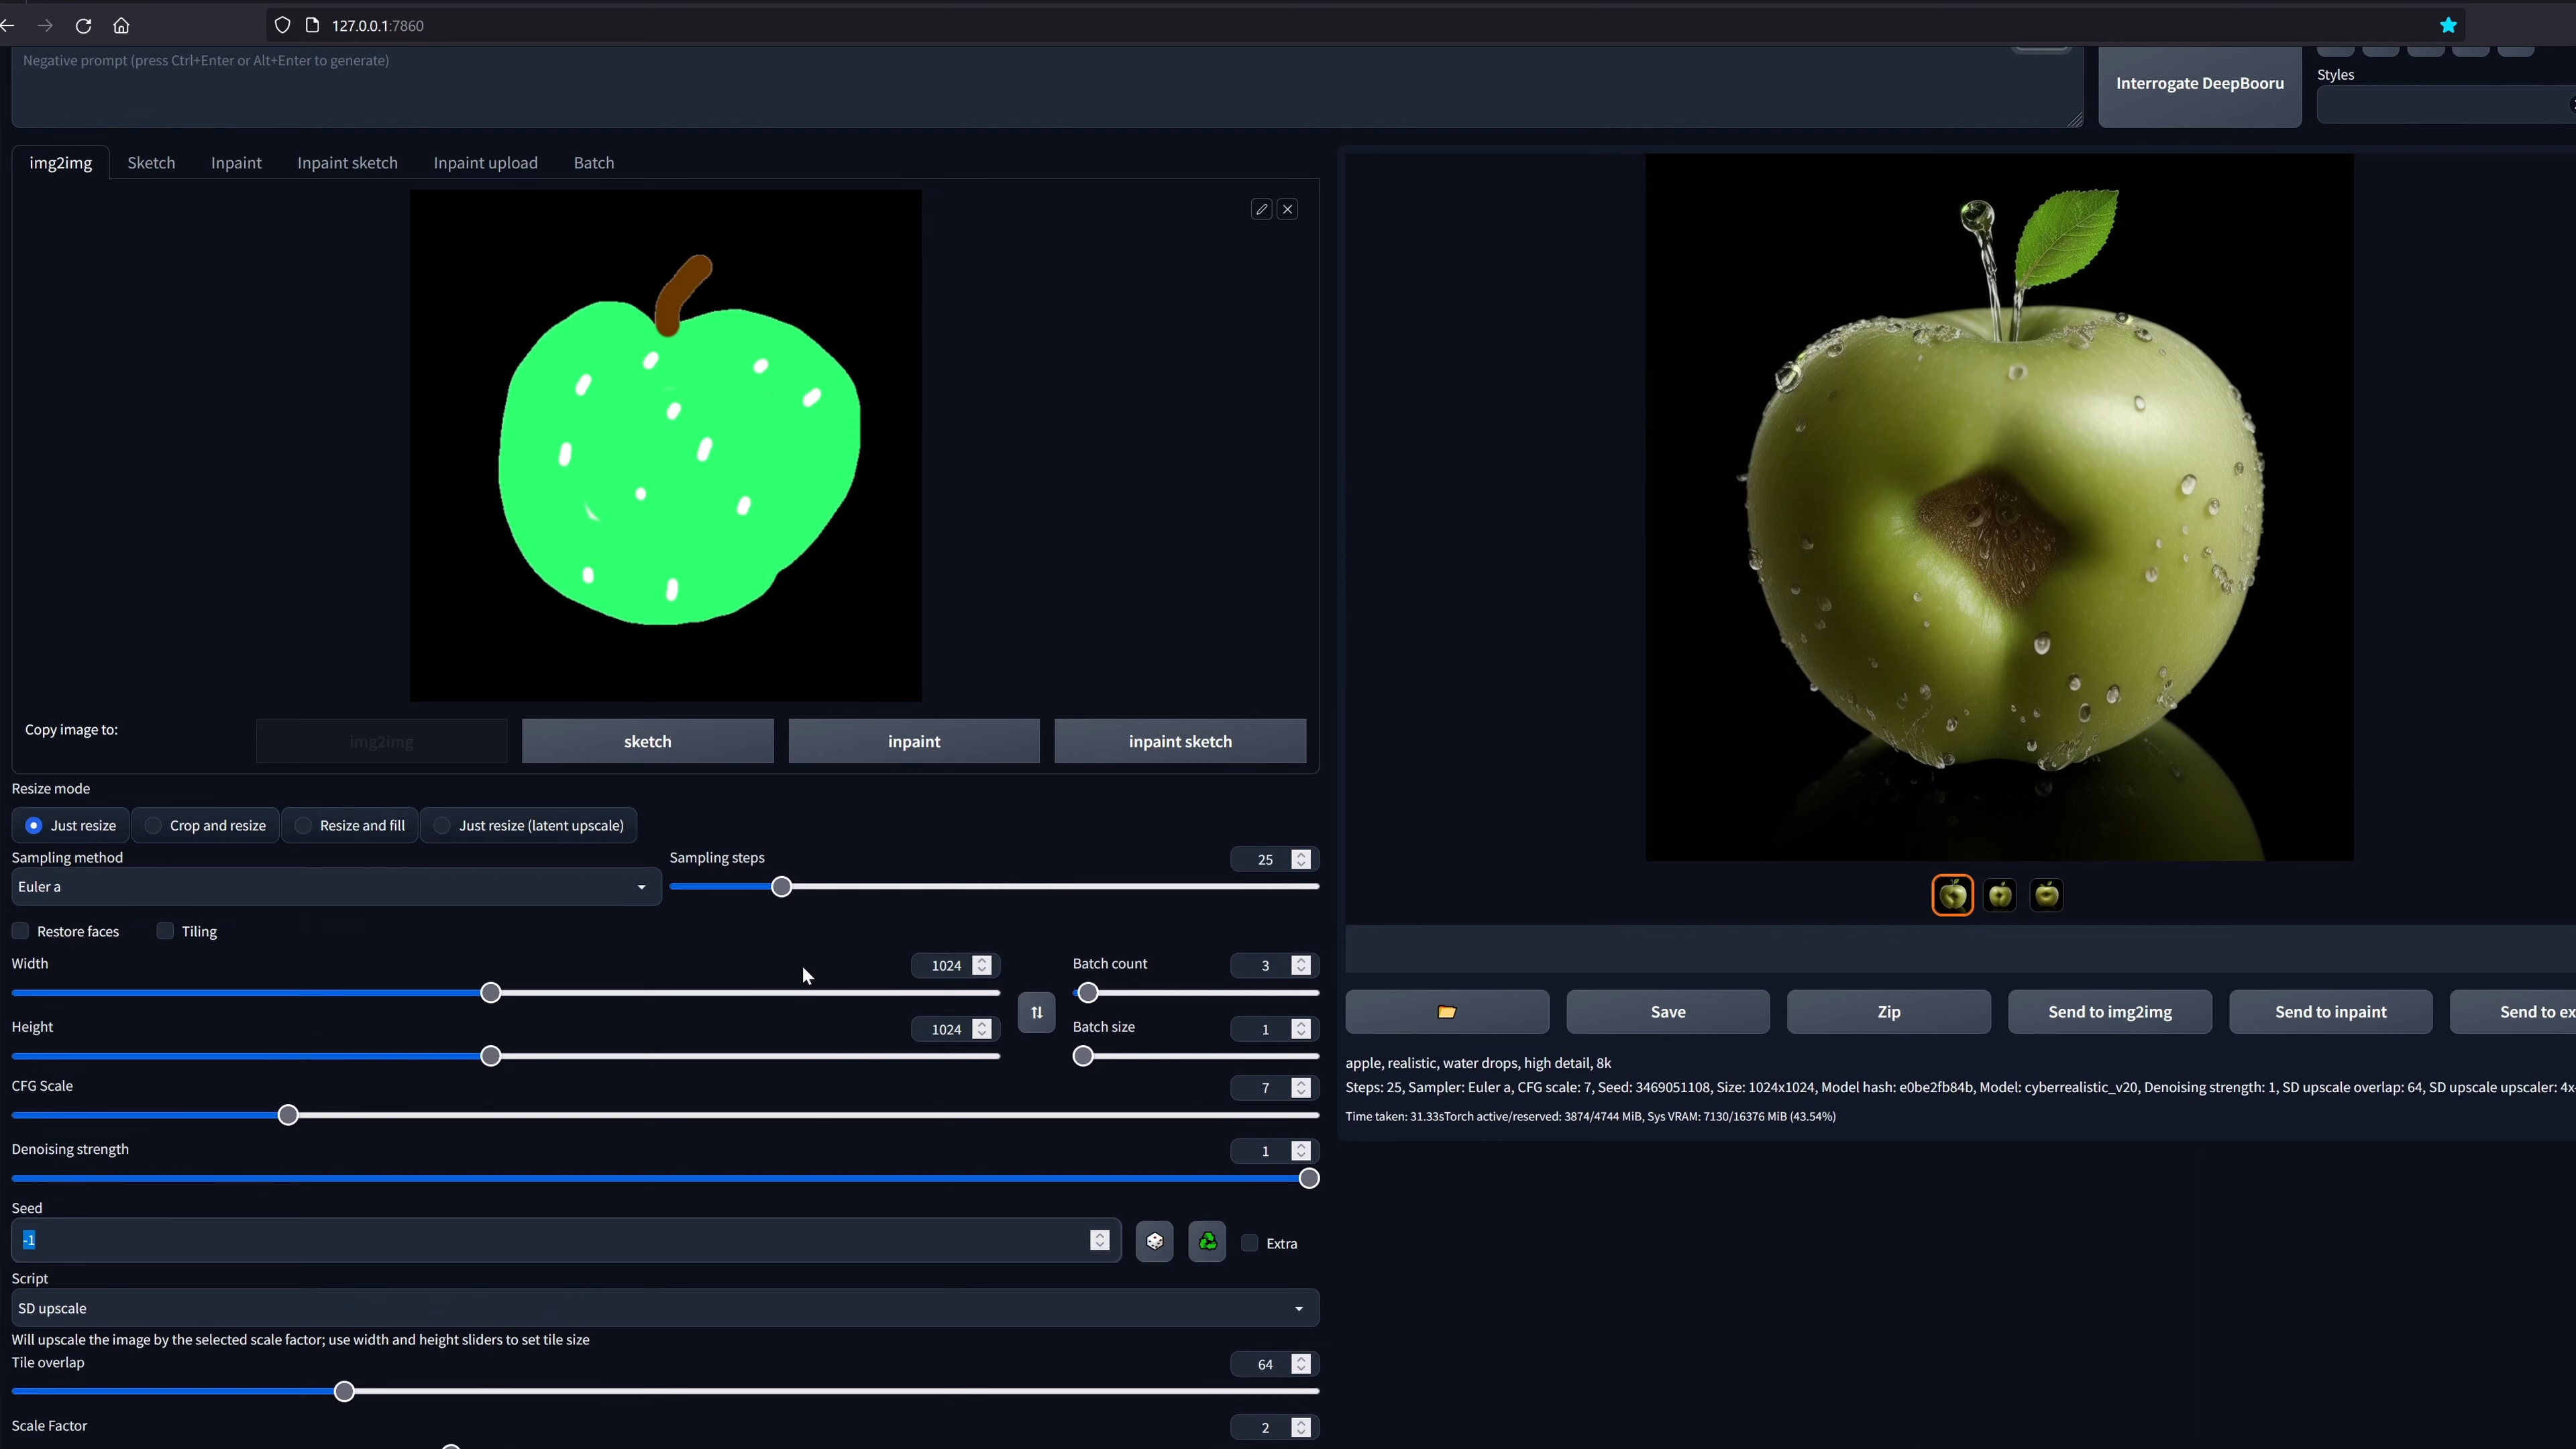 127.0.0.1:7860
Negative prompt (press Ctrl+Enter or Alt+Enter to generate)
Interrogate DeepBooru
Styles
img2img Sketch Inpaint Inpaint sketch Inpaint upload Batch
Copy image to:
img2img
sketch
inpaint
inpaint sketch
Resize mode
Just resize Crop and resize Resize and fill Just resize (latent upscale)
Sampling method
Euler a
Sampling steps
25
Restore faces Tiling
Width
1024
Batch count
3
Height
1024
Batch size
1
CFG Scale
7
Denoising strength
1
Seed
-1
Extra
Script
SD upscale
Will upscale the image by the selected scale factor; use width and height sliders to set tile size
Tile overlap
64
Scale Factor
2
Save
Zip
Send to img2img
Send to inpaint
Send to ex
apple, realistic, water drops, high detail, 8k
Steps: 25, Sampler: Euler a, CFG scale: 7, Seed: 3469051108, Size: 1024x1024, Model hash: e0be2fb84b, Model: cyberrealistic_v20, Denoising strength: 1, SD upscale overlap: 64, SD upscale upscaler: 4x
Time taken: 31.33sTorch active/reserved: 3874/4744 MiB, Sys VRAM: 7130/16376 MiB (43.54%)